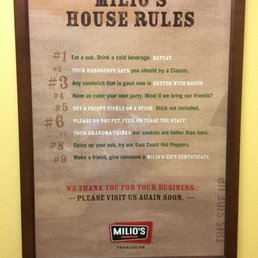 MILIO'S
HOUSE RULES
#1 Eat a sub. Drink a cold beverage. REPEAT.
#2 YOUR HOROSCOPE SAYS you should try a Classic.
#3 Any sandwich that is good now is BETTER WITH BACON.
#4 Have us cater your next party. Mind if we bring our friends?
#5 GET A CRISPY PICKLE ON A STICK. Stick not included.
#6 PLEASE DO NOT PET, FEED, OR TEASE THE STAFF.
#7 YOUR GRANDMA THINKS our cookies are better than hers.
#8 Spice up your sub, try our East Coast Hot Peppers.
#9 Make a friend, give someone a MILIO'S GIFT CERTIFICATE.
WE THANK YOU FOR YOUR BUSINESS.
PLEASE VISIT US AGAIN SOON.
MILIO'S
WWW.MILIOS.COM
THIS SIDE UP